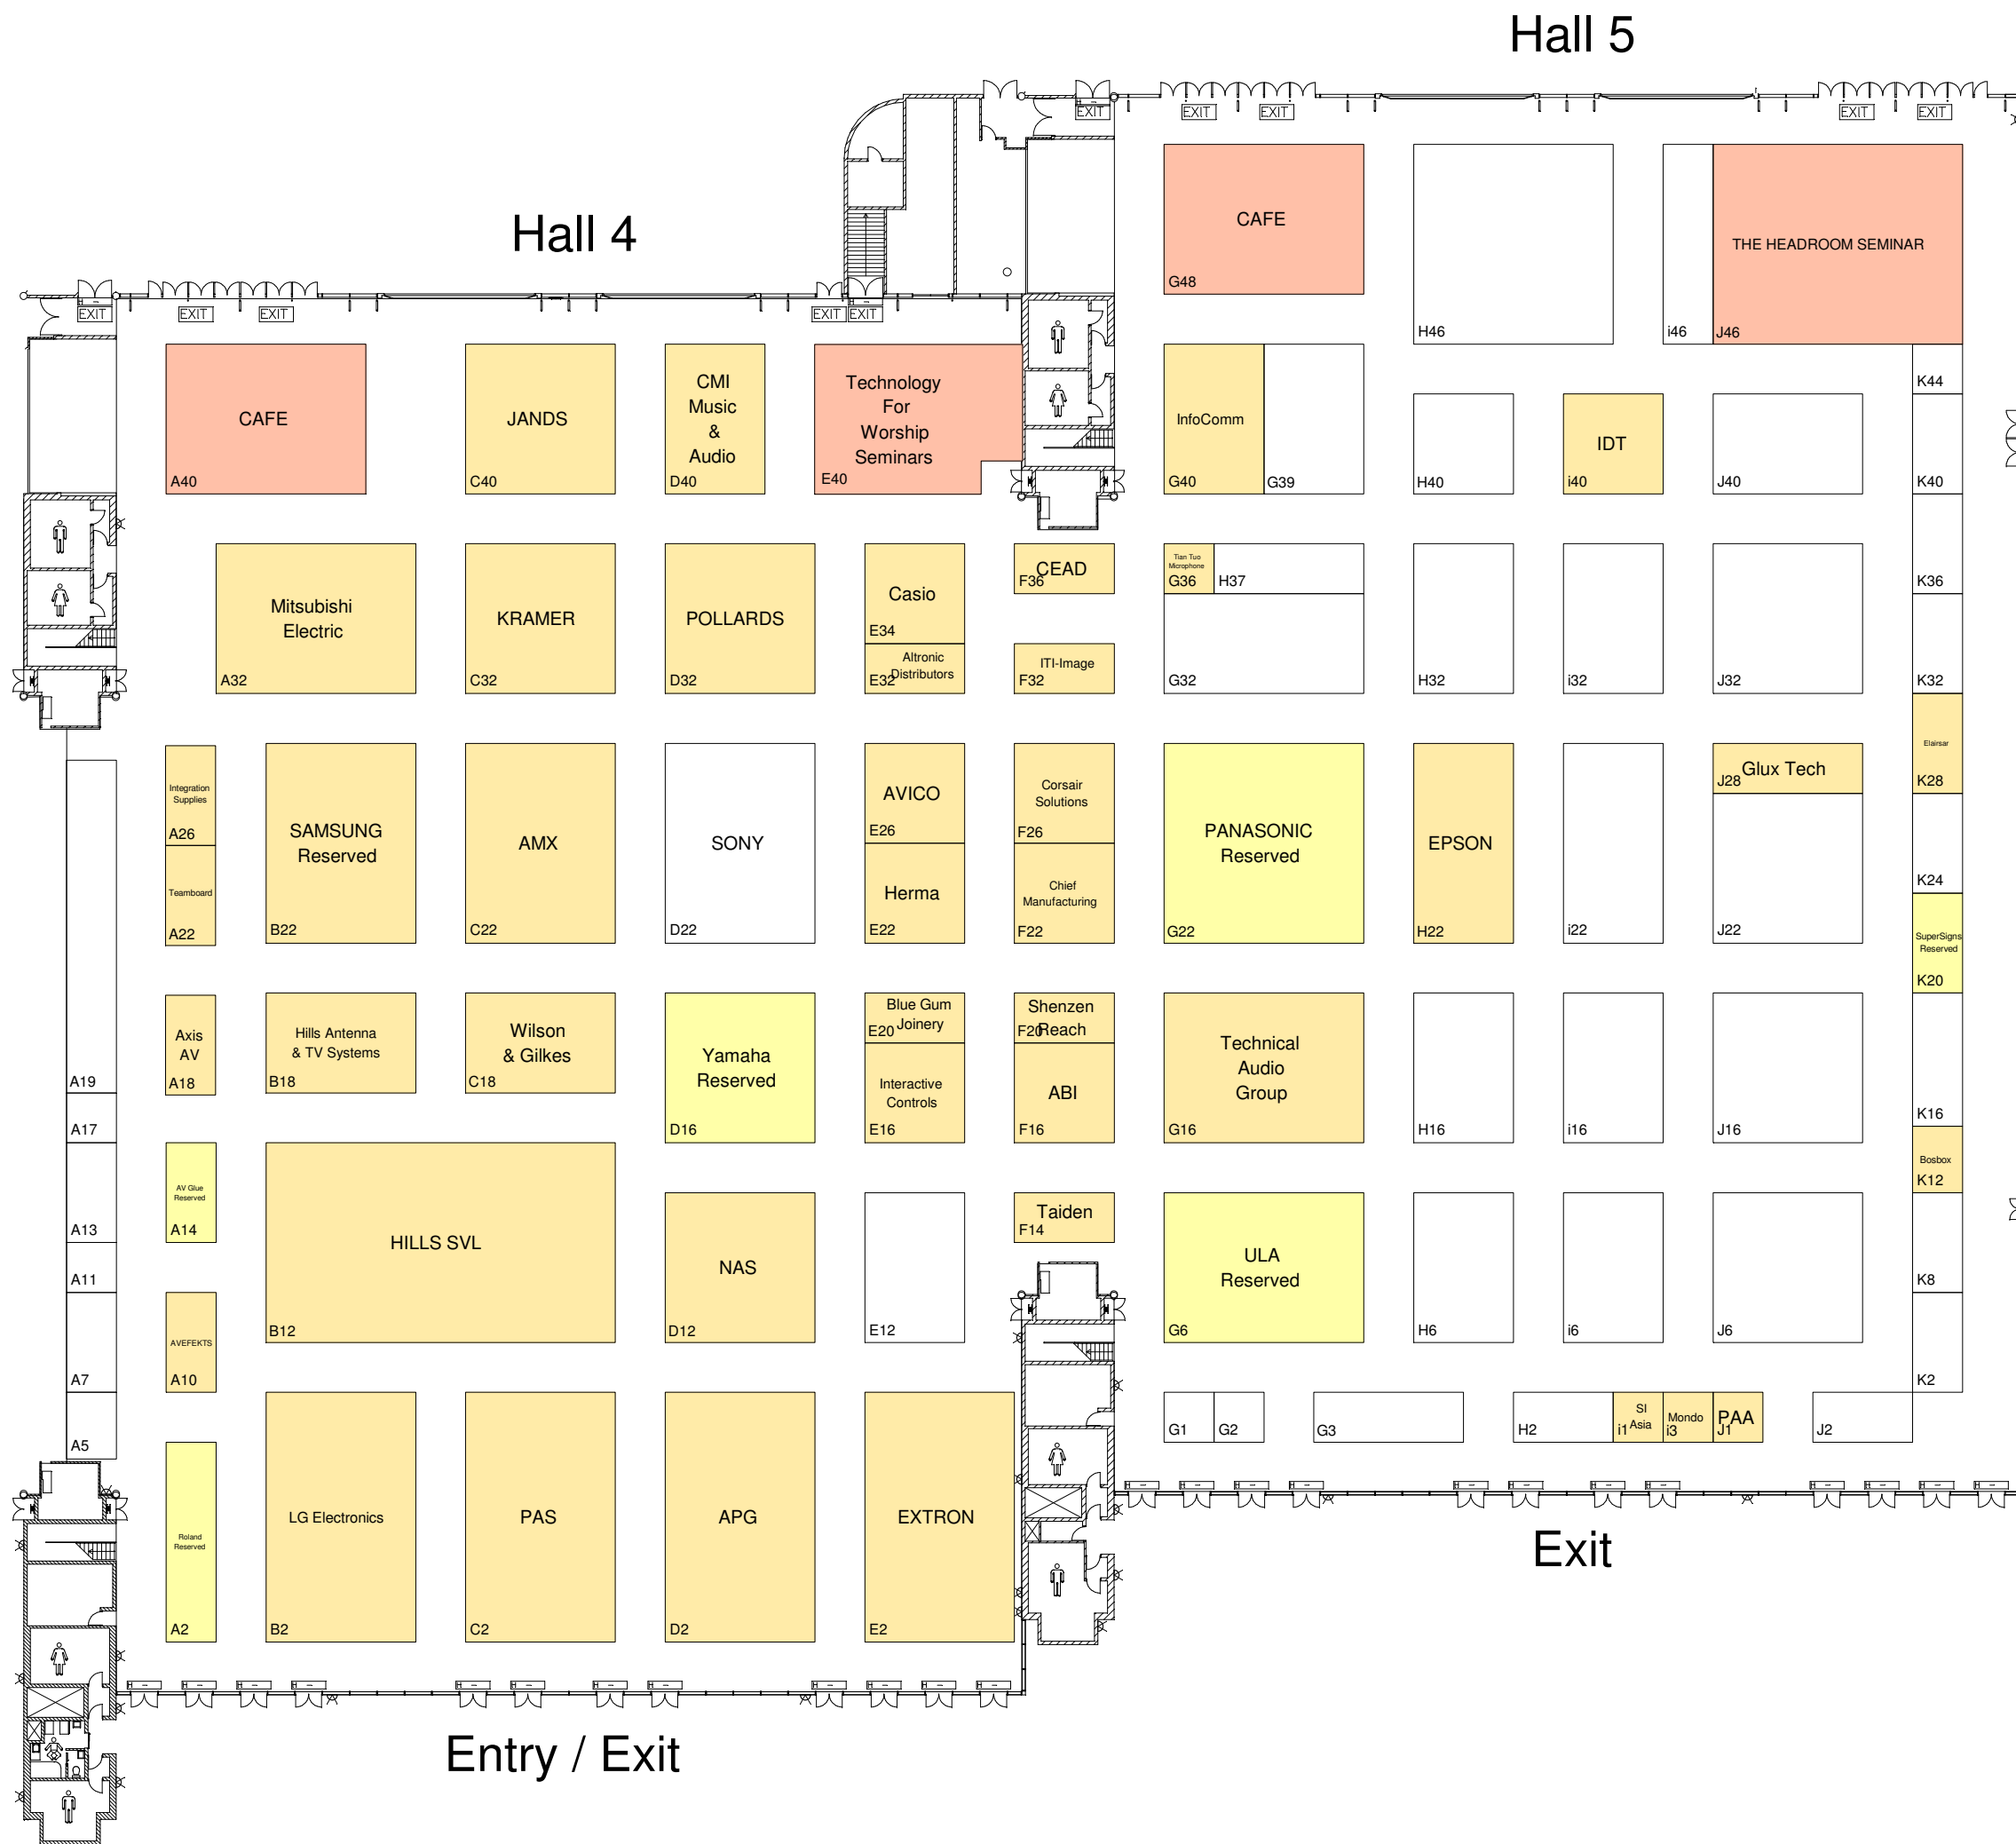 Hall 5
EXIT
EXIT
EXIT
EXIT
EXIT
CAFE
G48
H46
i46
THE HEADROOM SEMINAR
J46
Hall 4
EXIT
EXIT
EXIT
EXIT
EXIT
CAFE
A40
JANDS
C40
CMI
Music
&
Audio
D40
Technology
For
Worship
Seminars
E40
InfoComm
G40
G39
H40
IDT
i40
J40
K44
K40
Mitsubishi
Electric
A32
KRAMER
C32
POLLARDS
D32
Casio
E34
Altronic
Distributors
E32
CEAD
F36
ITI-Image
F32
Tian Tuo
Microphone
G36
H37
G32
H32
i32
J32
K36
K32
Integration
Supplies
A26
Teamboard
A22
SAMSUNG
Reserved
B22
AMX
C22
SONY
D22
AVICO
E26
Herma
E22
Corsair
Solutions
F26
Chief
Manufacturing
F22
PANASONIC
Reserved
G22
EPSON
H22
i22
Glux Tech
J28
J22
Elairsar
K28
K24
SuperSigns
Reserved
K20
A19
A17
Axis
AV
A18
Hills Antenna
& TV Systems
B18
Wilson
& Gilkes
C18
Yamaha
Reserved
D16
Blue Gum
Joinery
E20
Interactive
Controls
E16
Shenzen
Reach
F20
ABI
F16
Technical
Audio
Group
G16
H16
i16
J16
K16
Bosbox
K12
A13
A11
A7
A5
AV Glue
Reserved
A14
AVEFEKTS
A10
HILLS SVL
B12
NAS
D12
E12
Taiden
F14
ULA
Reserved
G6
H6
i6
J6
K8
K2
Roland
Reserved
A2
LG Electronics
B2
PAS
C2
APG
D2
EXTRON
E2
G1
G2
G3
H2
SI
Asia
i1
Mondo
i3
PAA
J1
J2
Exit
Entry / Exit